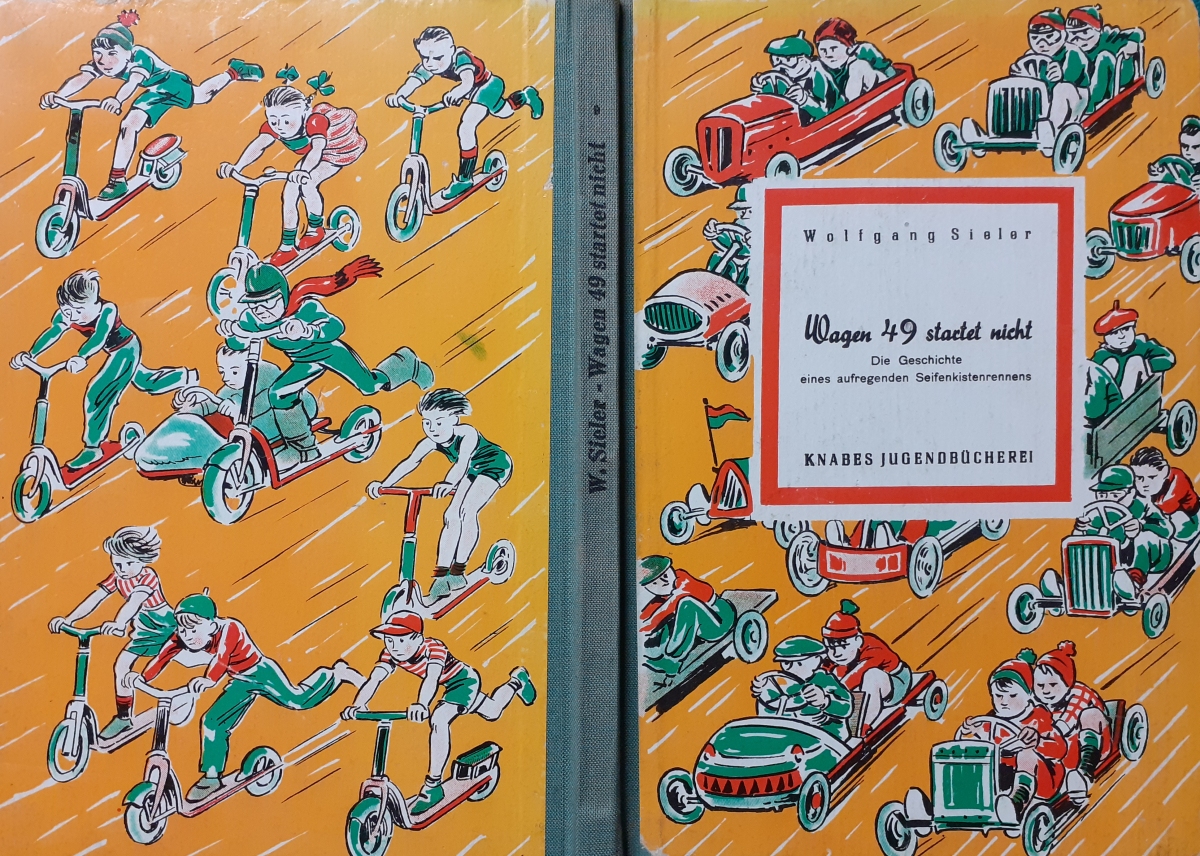 W. Sieler - Wagen 49 startet nicht
Wolfgang Sieler
Wagen 49 startet nicht
Die Geschichte
eines aufregenden Seifenkistenrennens
KNABES JUGENDBÜCHEREI